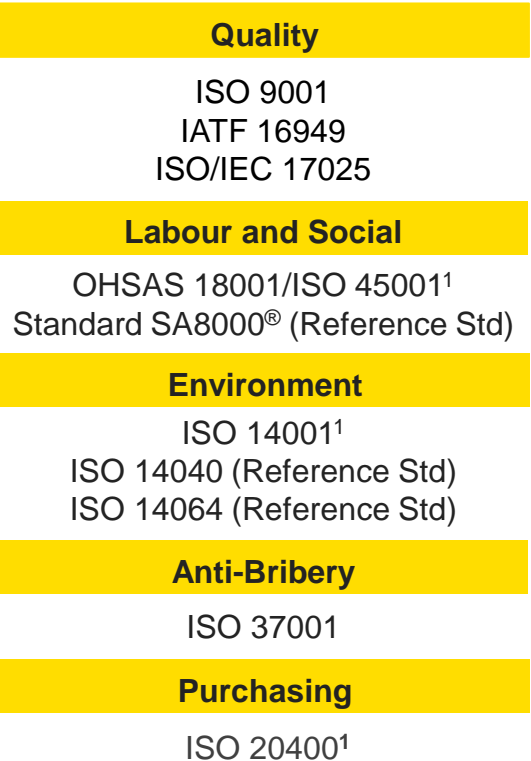 Quality
ISO 9001
IATF 16949
ISO/IEC 17025
Labour and Social
OHSAS 18001/ISO 45001¹
Standard SA8000® (Reference Std)
Environment
ISO 14001¹
ISO 14040 (Reference Std)
ISO 14064 (Reference Std)
Anti-Bribery
ISO 37001
Purchasing
ISO 20400¹